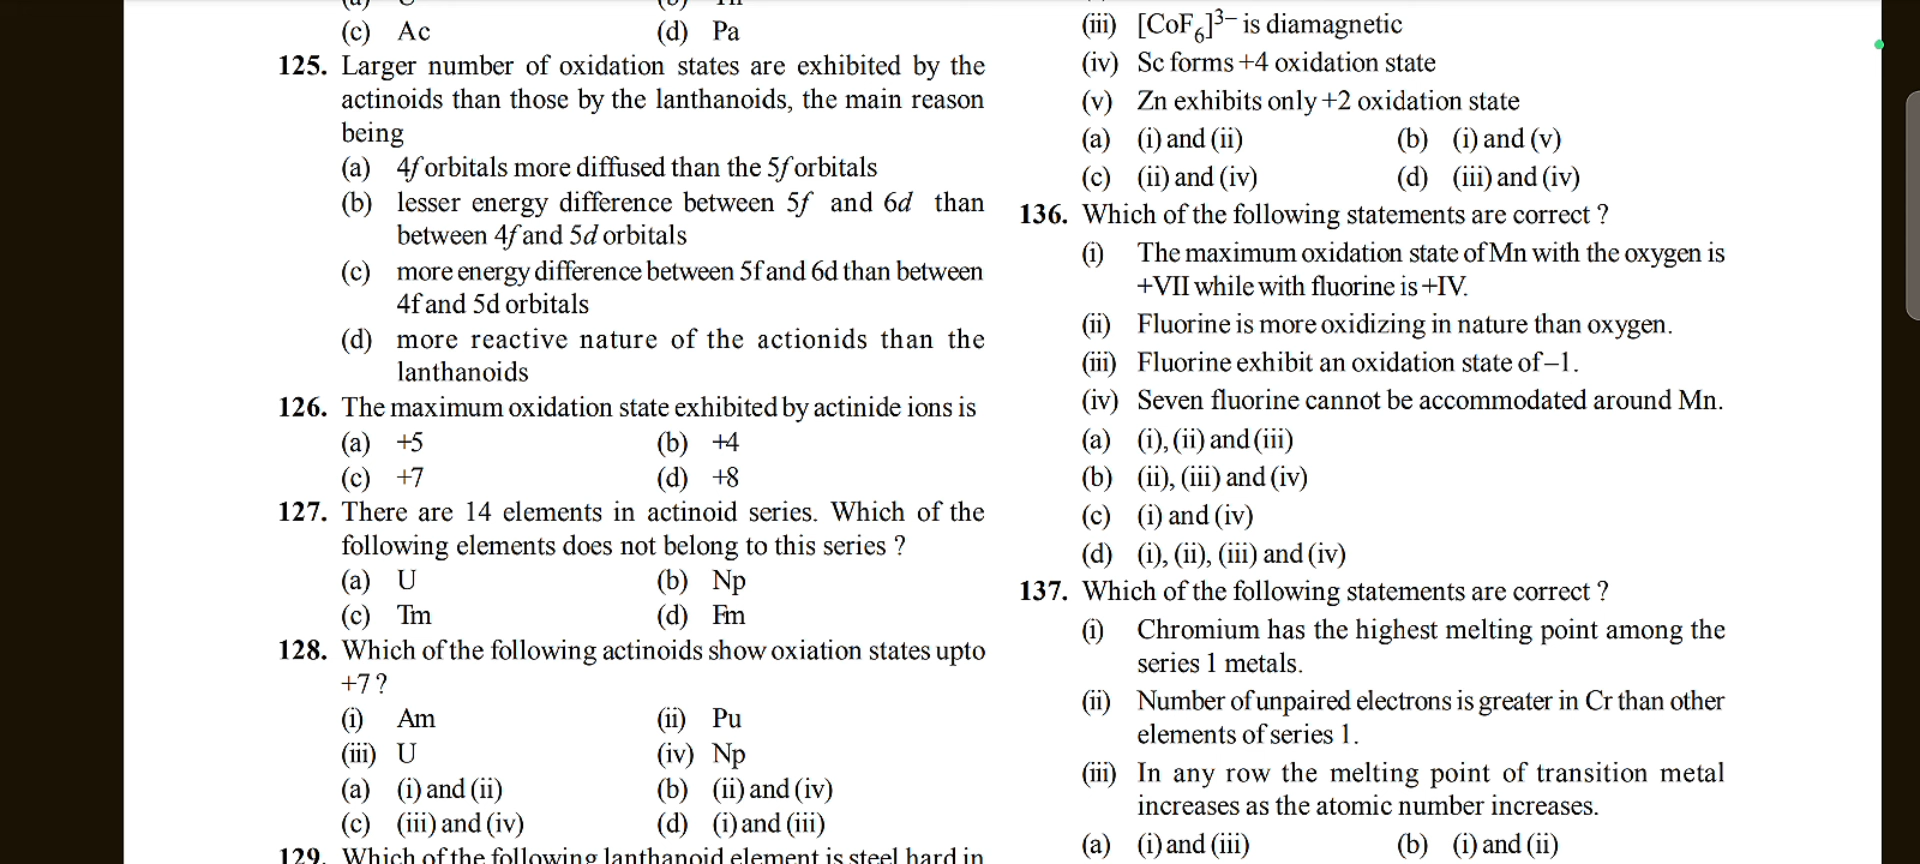 (c) Ac (d) Pa
125. Larger number of oxidation states are exhibited by the
actinoids than those by the lanthanoids, the main reason
being
(a) 4f orbitals more diffused than the 5f orbitals
(b) lesser energy difference between 5f and 6d than
between 4f and 5d orbitals
(c) more energy difference between 5f and 6d than between
4f and 5d orbitals
(d) more reactive nature of the actionids than the
lanthanoids
126. The maximum oxidation state exhibited by actinide ions is
(a) +5 (b) +4
(c) +7 (d) +8
127. There are 14 elements in actinoid series. Which of the
following elements does not belong to this series ?
(a) U (b) Np
(c) Tm (d) Fm
128. Which of the following actinoids show oxiation states upto
+7 ?
(i) Am (ii) Pu
(iii) U (iv) Np
(a) (i) and (ii) (b) (ii) and (iv)
(c) (iii) and (iv) (d) (i) and (iii)
129. Which of the following lanthanoid element is steel hard in
(iii) [CoF₆]³⁻ is diamagnetic
(iv) Sc forms +4 oxidation state
(v) Zn exhibits only +2 oxidation state
(a) (i) and (ii) (b) (i) and (v)
(c) (ii) and (iv) (d) (iii) and (iv)
136. Which of the following statements are correct ?
(i) The maximum oxidation state of Mn with the oxygen is
+VII while with fluorine is +IV.
(ii) Fluorine is more oxidizing in nature than oxygen.
(iii) Fluorine exhibit an oxidation state of –1.
(iv) Seven fluorine cannot be accommodated around Mn.
(a) (i), (ii) and (iii)
(b) (ii), (iii) and (iv)
(c) (i) and (iv)
(d) (i), (ii), (iii) and (iv)
137. Which of the following statements are correct ?
(i) Chromium has the highest melting point among the
series 1 metals.
(ii) Number of unpaired electrons is greater in Cr than other
elements of series 1.
(iii) In any row the melting point of transition metal
increases as the atomic number increases.
(a) (i) and (iii) (b) (i) and (ii)